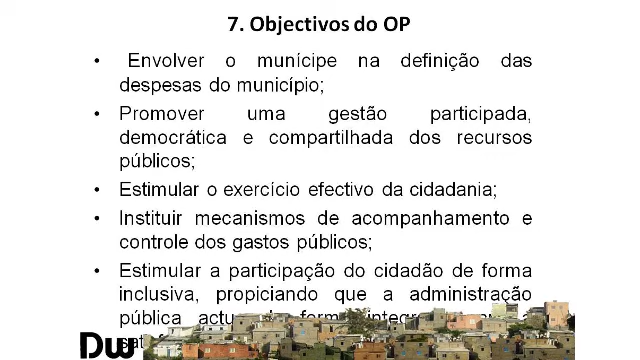 7. Objectivos do OP
• Envolver o munícipe na definição das
despesas do município;
• Promover uma gestão participada,
democrática e compartilhada dos recursos
públicos;
• Estimular o exercício efectivo da cidadania;
• Instituir mecanismos de acompanhamento e
controle dos gastos públicos;
• Estimular a participação do cidadão de forma
inclusiva, propiciando que a administração
pública
DW